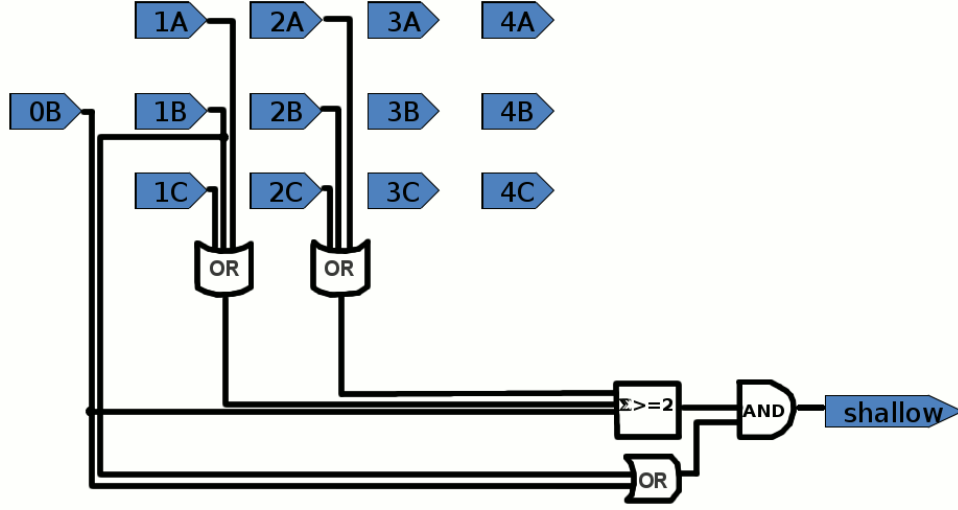 1A 2A 3A 4A
0B 1B 2B 3B 4B
1C 2C 3C 4C
OR OR
Σ>=2
AND
shallow
OR